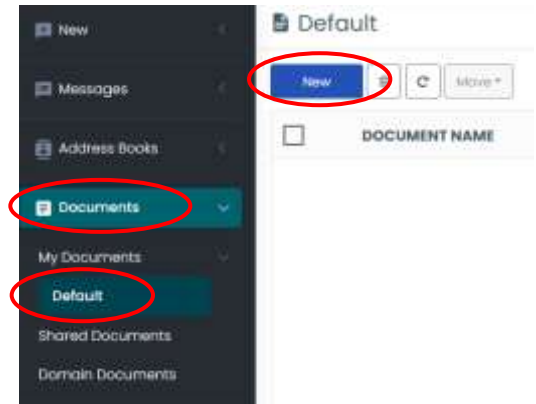 New
Messages
Address Books
Documents
My Documents
Default
Shared Documents
Domain Documents
Default
New
Move
DOCUMENT NAME